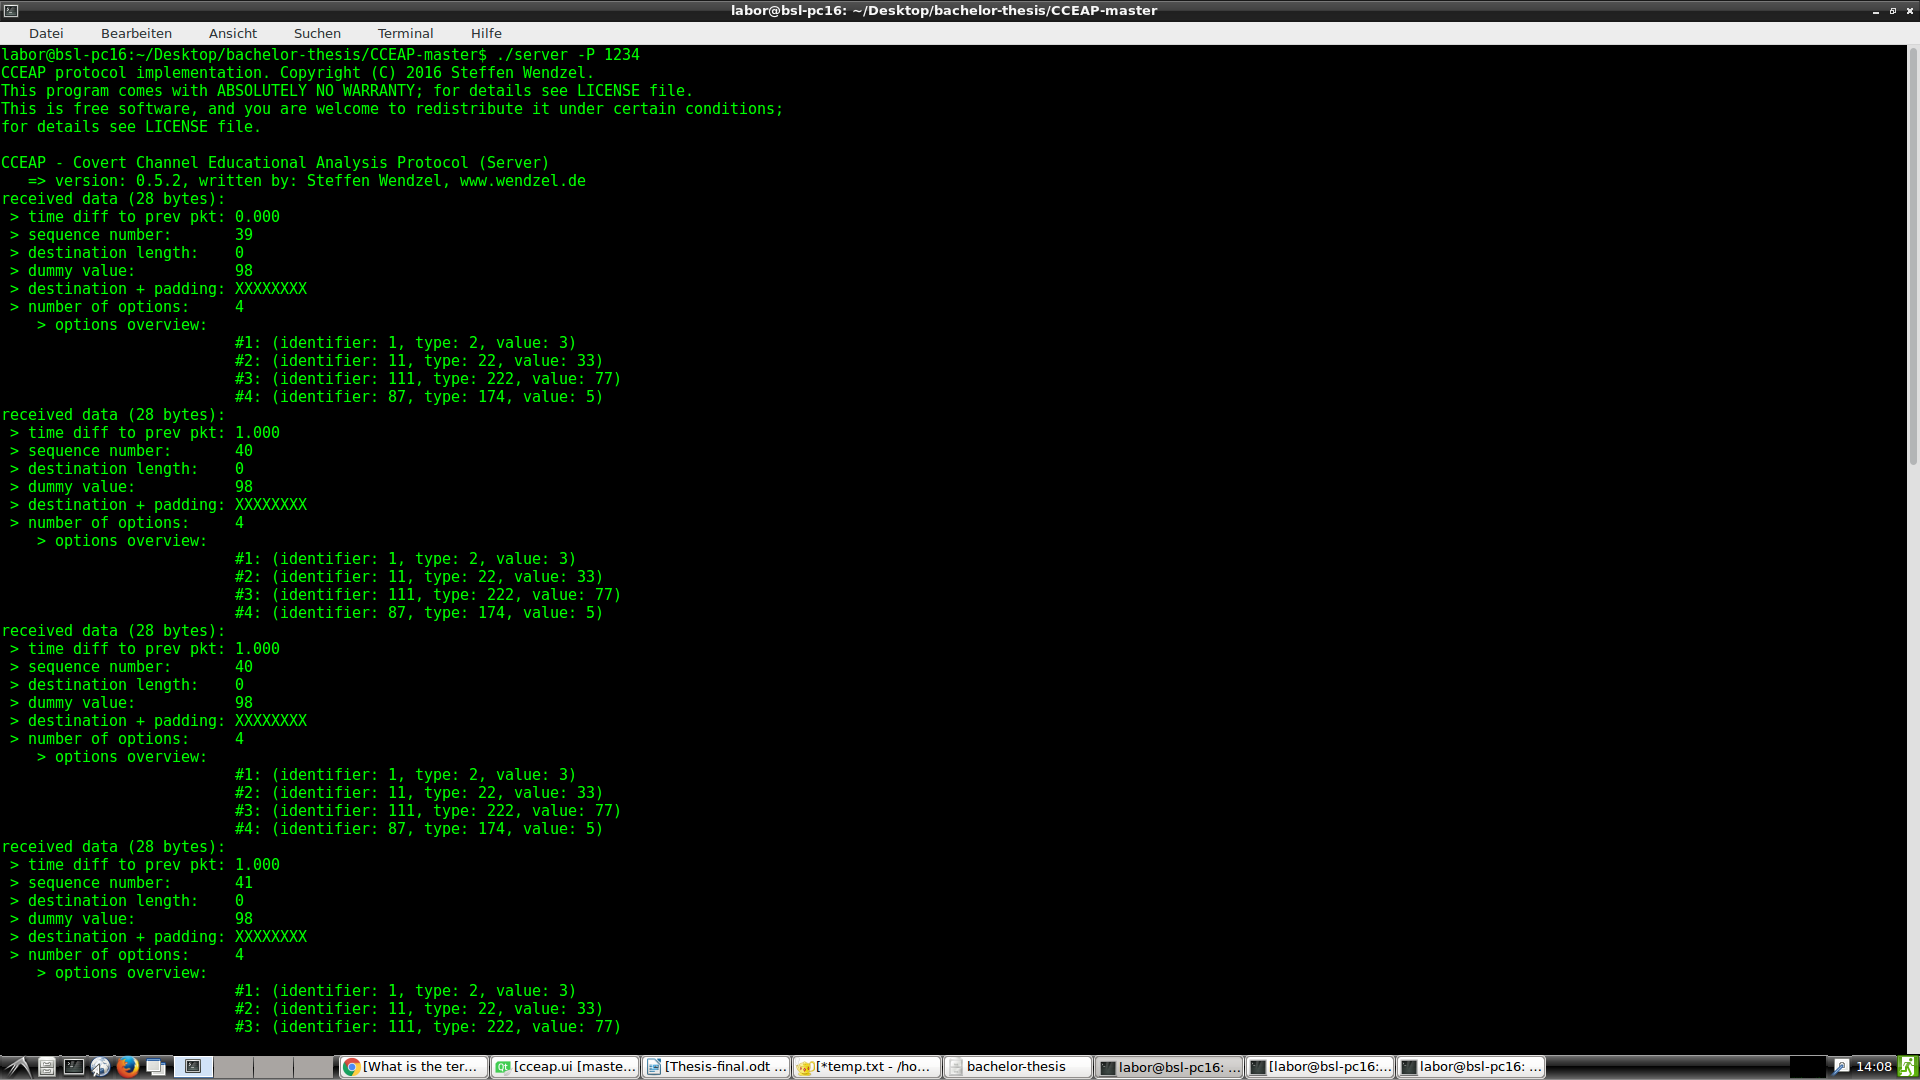 labor@bsl-pc16: ~/Desktop/bachelor-thesis/CCEAP-master
Datei Bearbeiten Ansicht Suchen Terminal Hilfe
labor@bsl-pc16:~/Desktop/bachelor-thesis/CCEAP-master$ ./server -P 1234
CCEAP protocol implementation. Copyright (C) 2016 Steffen Wendzel.
This program comes with ABSOLUTELY NO WARRANTY; for details see LICENSE file.
This is free software, and you are welcome to redistribute it under certain conditions;
for details see LICENSE file.
CCEAP - Covert Channel Educational Analysis Protocol (Server)
=> version: 0.5.2, written by: Steffen Wendzel, www.wendzel.de
received data (28 bytes):
> time diff to prev pkt: 0.000
> sequence number: 39
> destination length: 0
> dummy value: 98
> destination + padding: XXXXXXXX
> number of options: 4
> options overview:
#1: (identifier: 1, type: 2, value: 3)
#2: (identifier: 11, type: 22, value: 33)
#3: (identifier: 111, type: 222, value: 77)
#4: (identifier: 87, type: 174, value: 5)
received data (28 bytes):
> time diff to prev pkt: 1.000
> sequence number: 40
> destination length: 0
> dummy value: 98
> destination + padding: XXXXXXXX
> number of options: 4
> options overview:
#1: (identifier: 1, type: 2, value: 3)
#2: (identifier: 11, type: 22, value: 33)
#3: (identifier: 111, type: 222, value: 77)
#4: (identifier: 87, type: 174, value: 5)
received data (28 bytes):
> time diff to prev pkt: 1.000
> sequence number: 40
> destination length: 0
> dummy value: 98
> destination + padding: XXXXXXXX
> number of options: 4
> options overview:
#1: (identifier: 1, type: 2, value: 3)
#2: (identifier: 11, type: 22, value: 33)
#3: (identifier: 111, type: 222, value: 77)
#4: (identifier: 87, type: 174, value: 5)
received data (28 bytes):
> time diff to prev pkt: 1.000
> sequence number: 41
> destination length: 0
> dummy value: 98
> destination + padding: XXXXXXXX
> number of options: 4
> options overview:
#1: (identifier: 1, type: 2, value: 3)
#2: (identifier: 11, type: 22, value: 33)
#3: (identifier: 111, type: 222, value: 77)
[What is the ter... [cceap.ui [maste... [Thesis-final.odt ... [*temp.txt - /ho... bachelor-thesis labor@bsl-pc16: ... [labor@bsl-pc16:... labor@bsl-pc16: ... 14:08